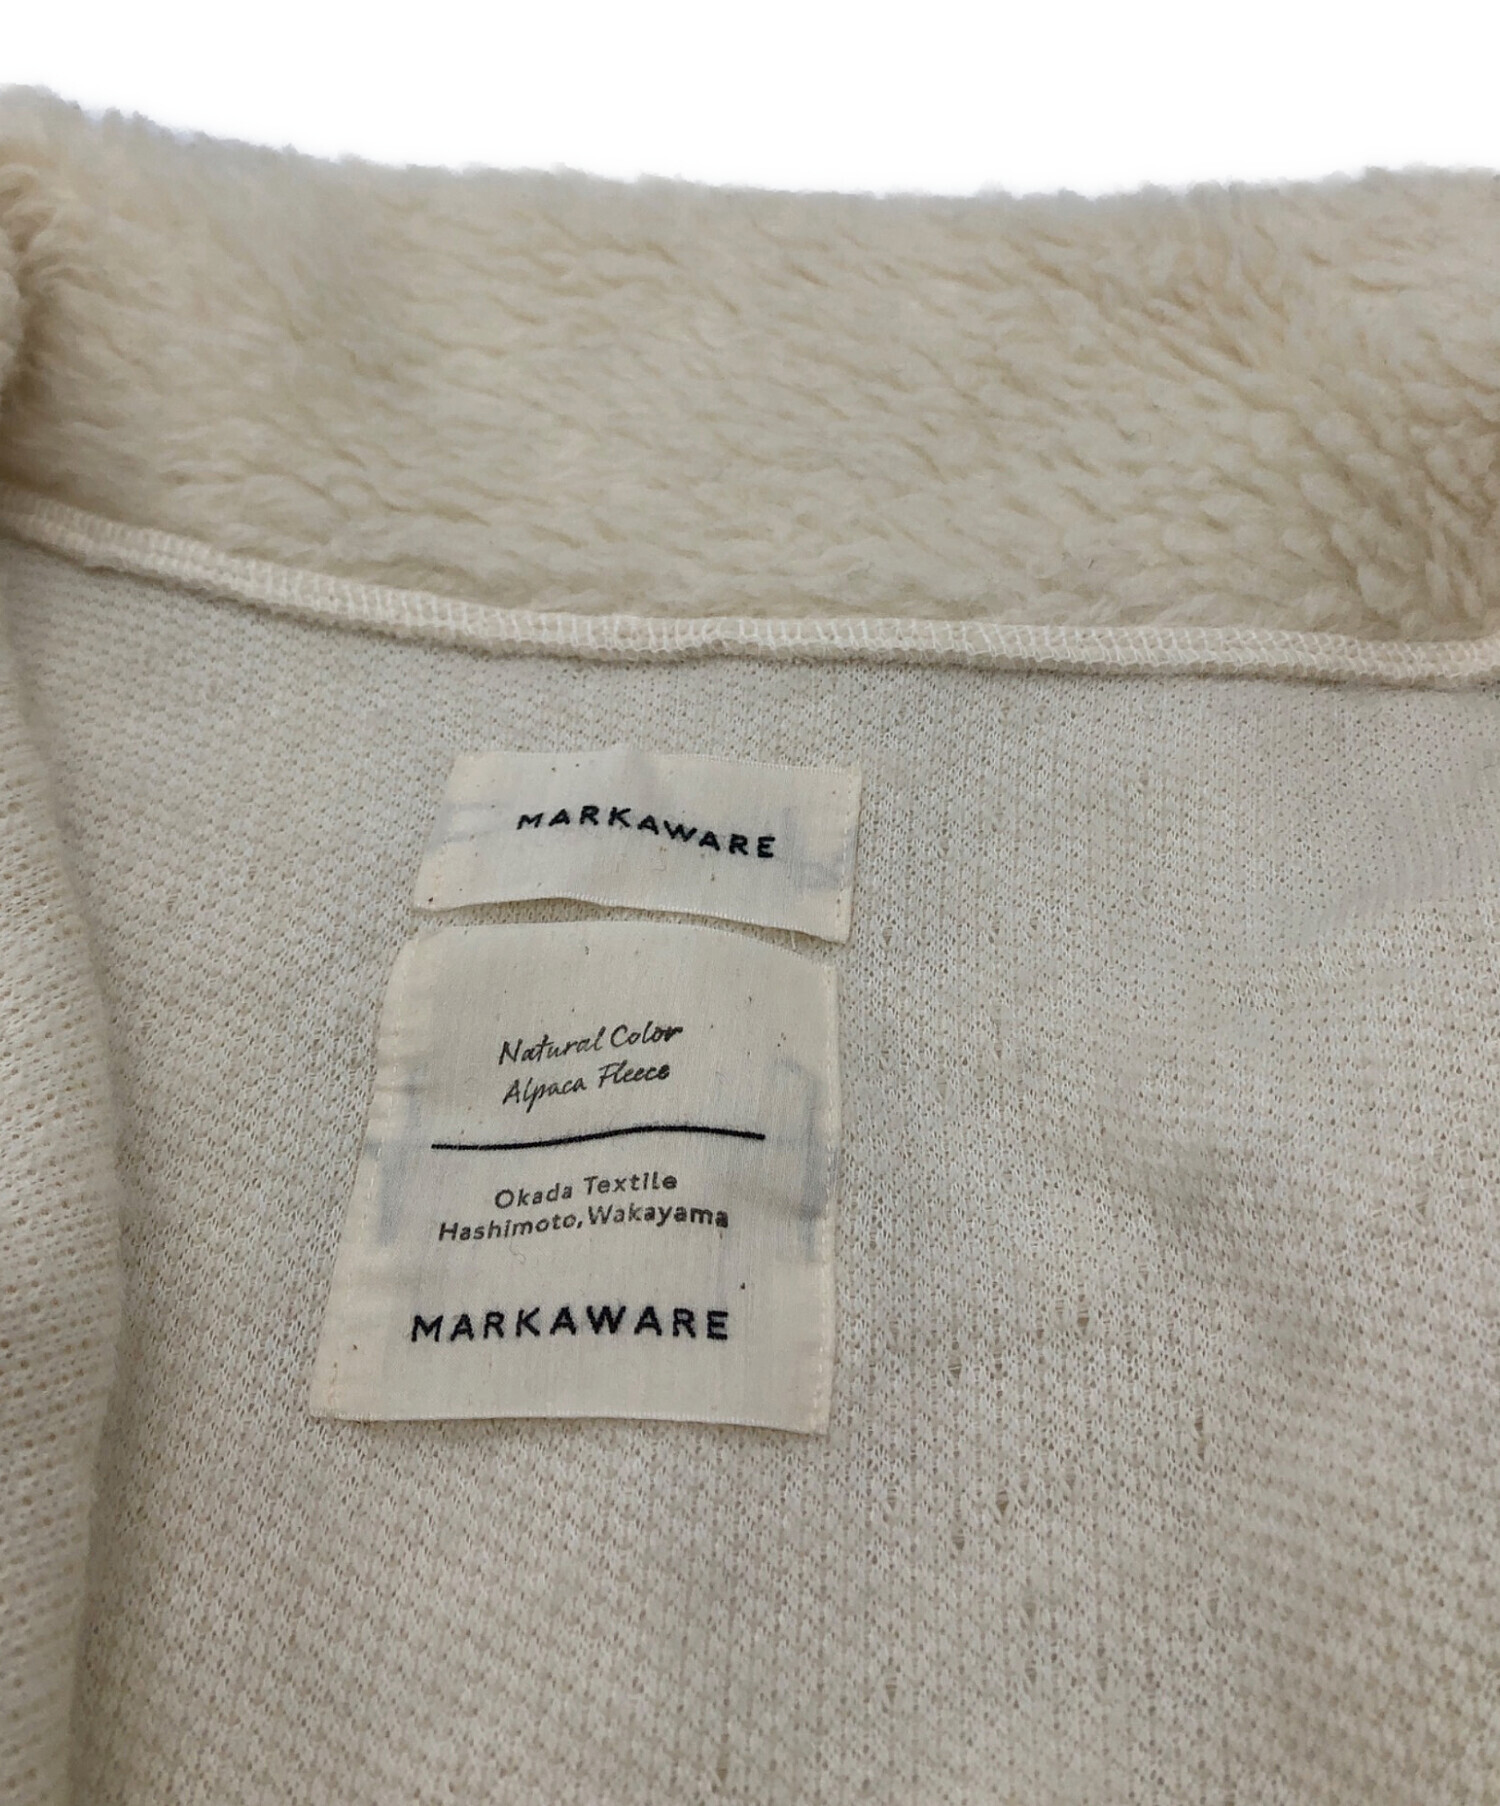 MARKAWARE
Natural Color
Alpaca Fleece
Okada Textile
Hashimoto, Wakayama
MARKAWARE